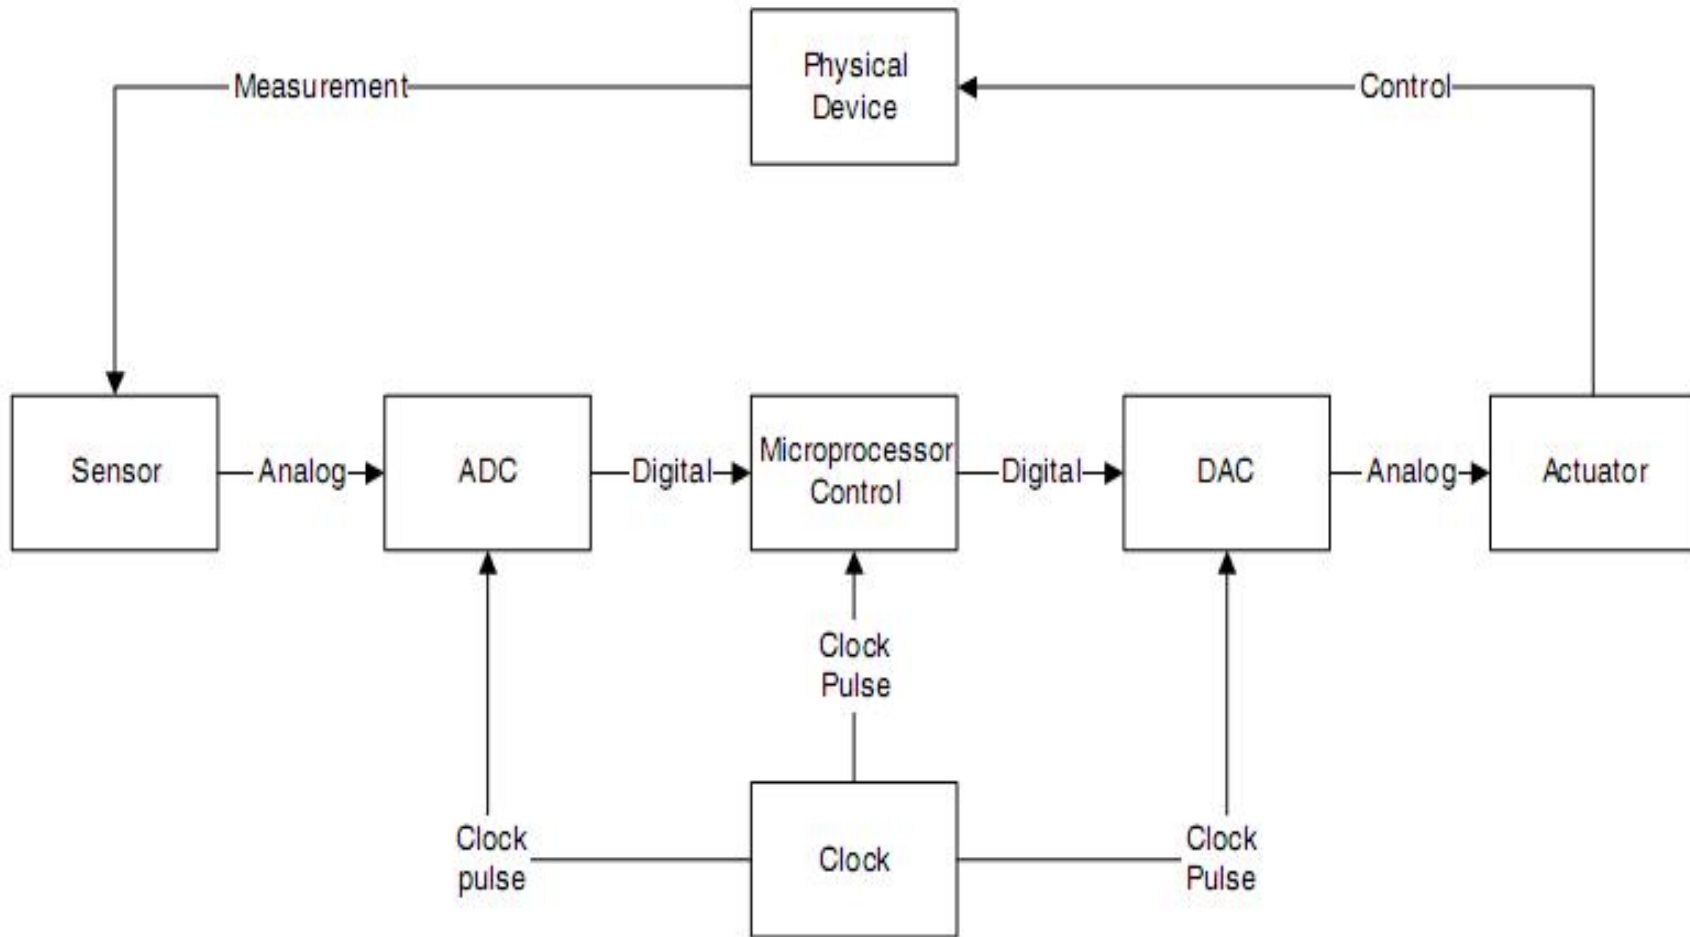 Physical
Device
Measurement
Control
Sensor
Analog
ADC
Digital
Microprocessor
Control
Digital
DAC
Analog
Actuator
Clock
Pulse
Clock
pulse
Clock
Clock
Pulse